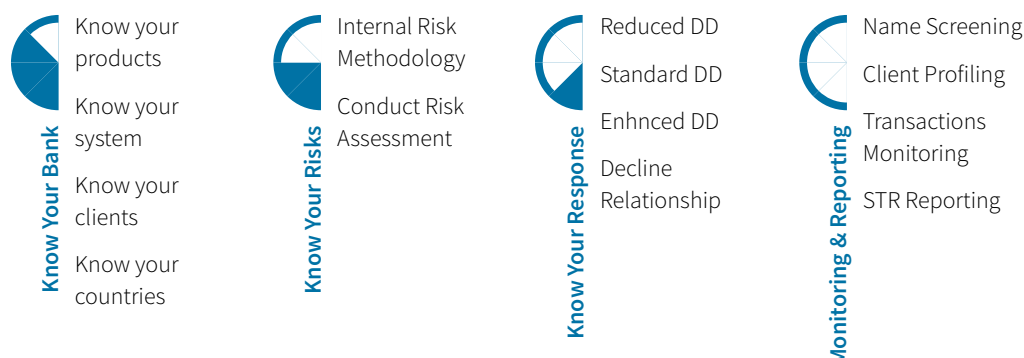 Know Your Bank
Know your
products
Know your
system
Know your
clients
Know your
countries
Know Your Risks
Internal Risk
Methodology
Conduct Risk
Assessment
Know Your Response
Reduced DD
Standard DD
Enhnced DD
Decline
Relationship
Monitoring & Reporting
Name Screening
Client Profiling
Transactions
Monitoring
STR Reporting